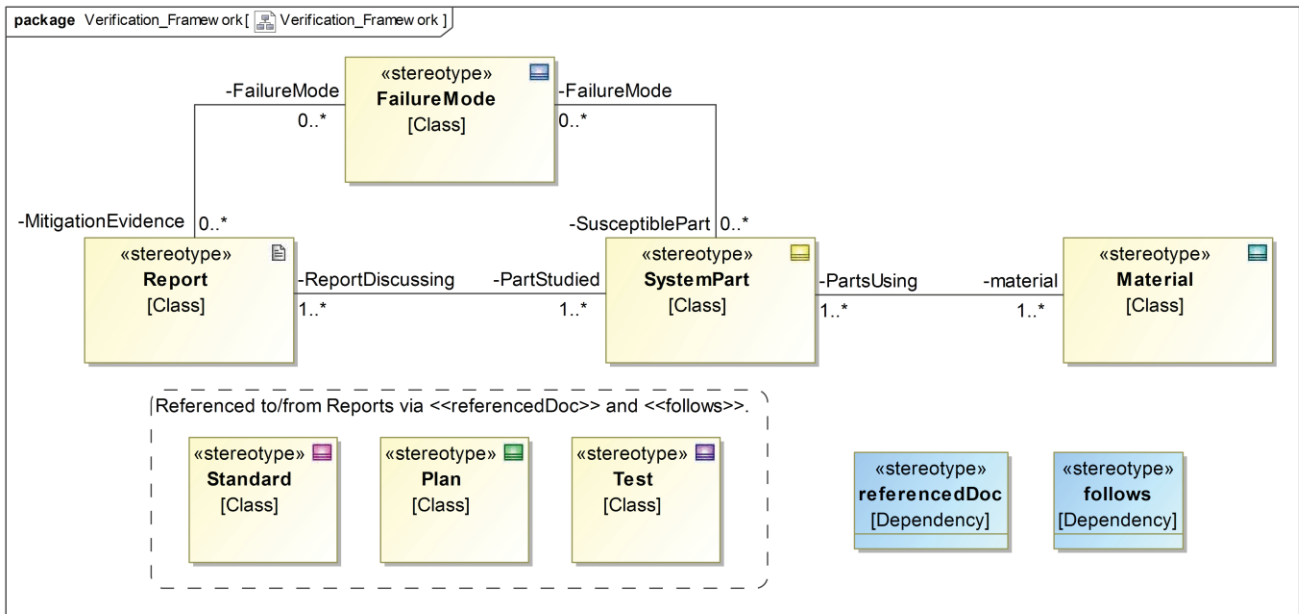 package Verification_Framework [ Verification_Framework ]
«stereotype»
FailureMode
[Class]
-FailureMode
0..*
-FailureMode
0..*
-MitigationEvidence
0..*
-SusceptiblePart
0..*
«stereotype»
Report
[Class]
-ReportDiscussing
1..*
-PartStudied
1..*
«stereotype»
SystemPart
[Class]
-PartsUsing
1..*
-material
1..*
«stereotype»
Material
[Class]
Referenced to/from Reports via <<referencedDoc>> and <<follows>>.
«stereotype»
Standard
[Class]
«stereotype»
Plan
[Class]
«stereotype»
Test
[Class]
«stereotype»
referencedDoc
[Dependency]
«stereotype»
follows
[Dependency]